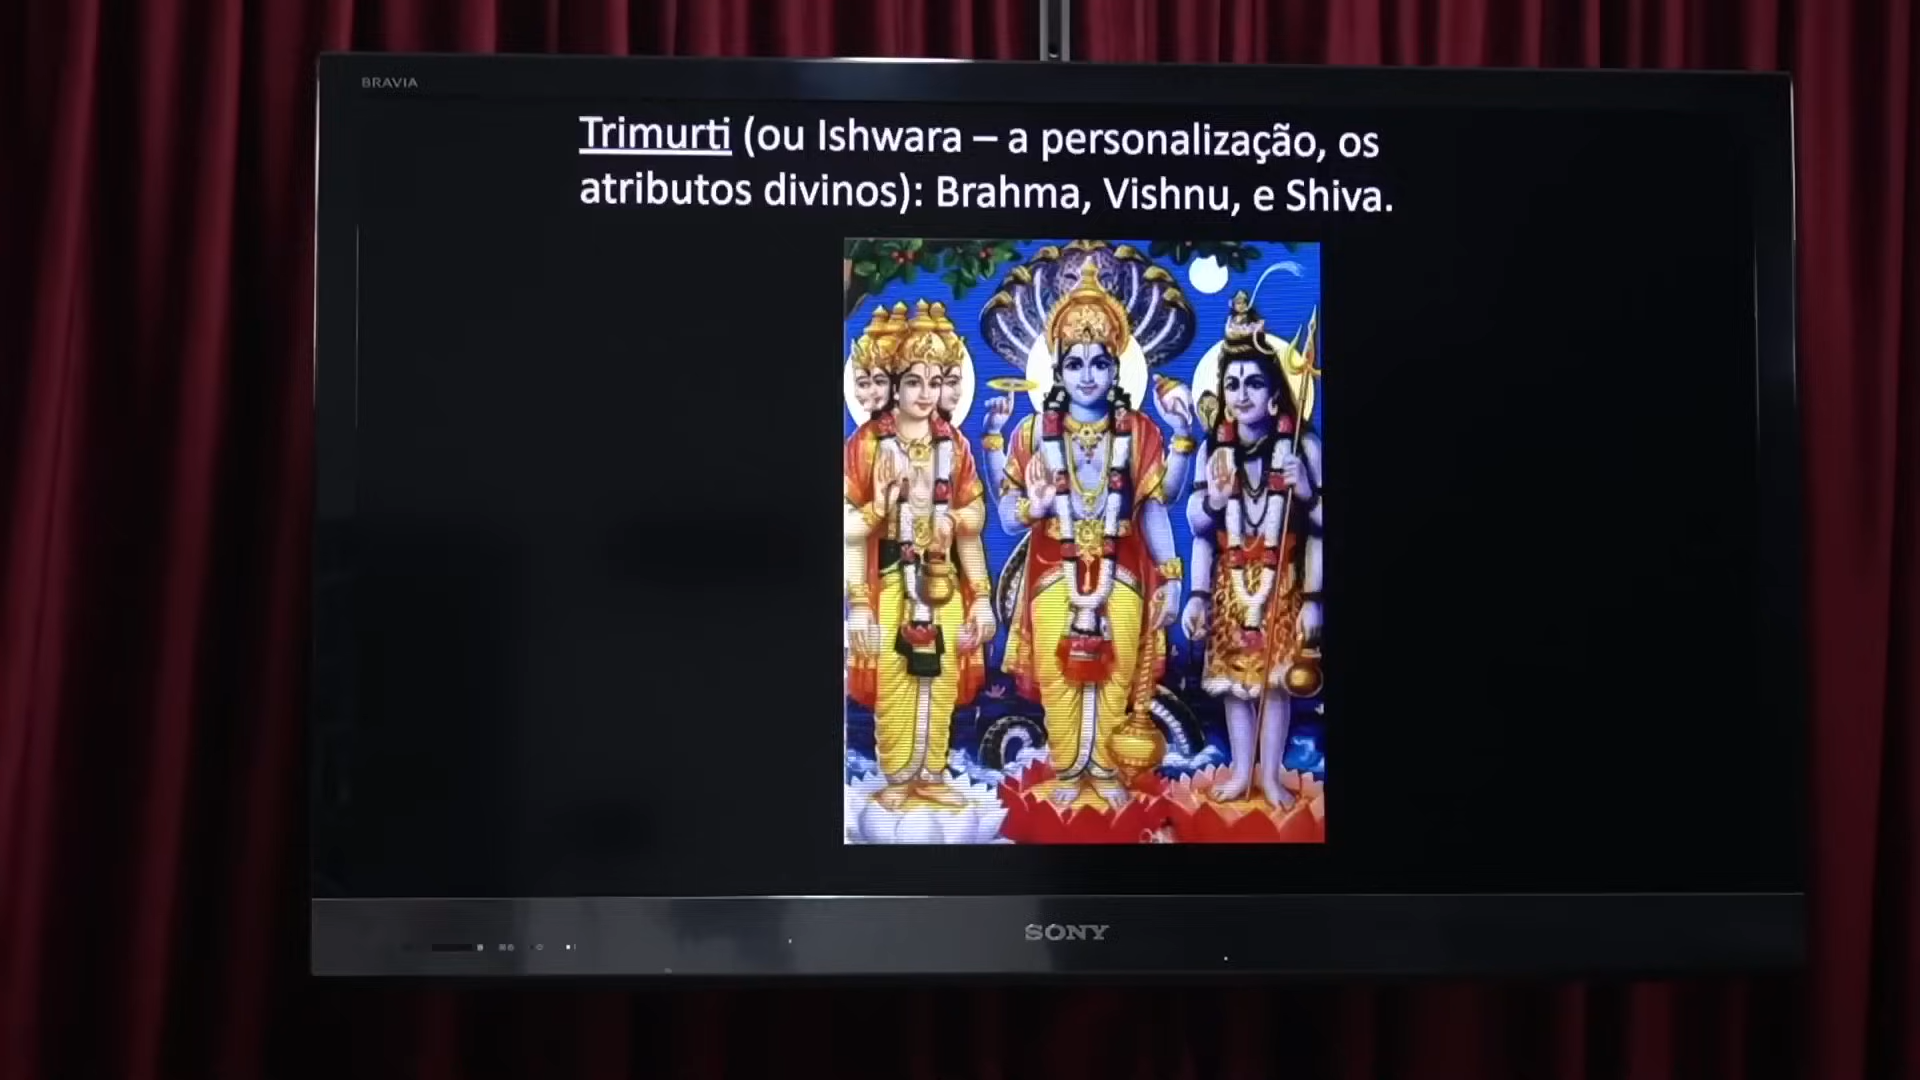 BRAVIA
Trimurti (ou Ishwara – a personalização, os
atributos divinos): Brahma, Vishnu, e Shiva.
SONY